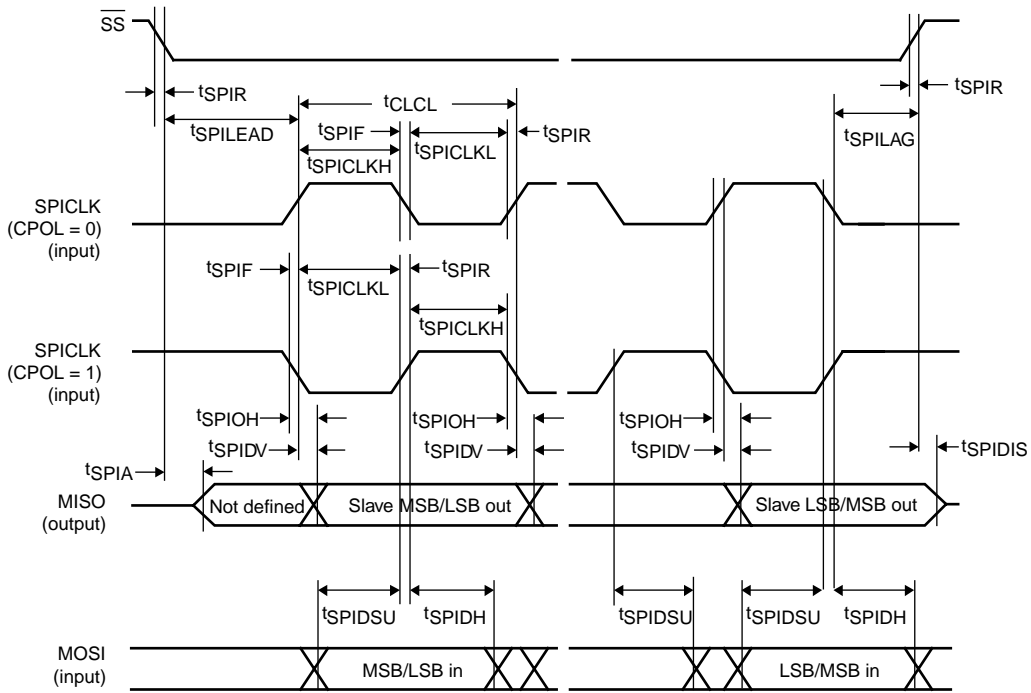 SS
tSPIR
tCLCL
tSPIR
tSPILEAD
tSPIF
tSPICLKL
tSPIR
tSPILAG
tSPICLKH
SPICLK
(CPOL = 0)
(input)
tSPIF
tSPICLKL
tSPIR
tSPICLKH
SPICLK
(CPOL = 1)
(input)
tSPIOH
tSPIOH
tSPIOH
tSPIDV
tSPIDV
tSPIDV
tSPIDIS
tSPIA
MISO
(output)
Not defined
Slave MSB/LSB out
Slave LSB/MSB out
tSPIDSU
tSPIDH
tSPIDSU
tSPIDSU
tSPIDH
MOSI
(input)
MSB/LSB in
LSB/MSB in